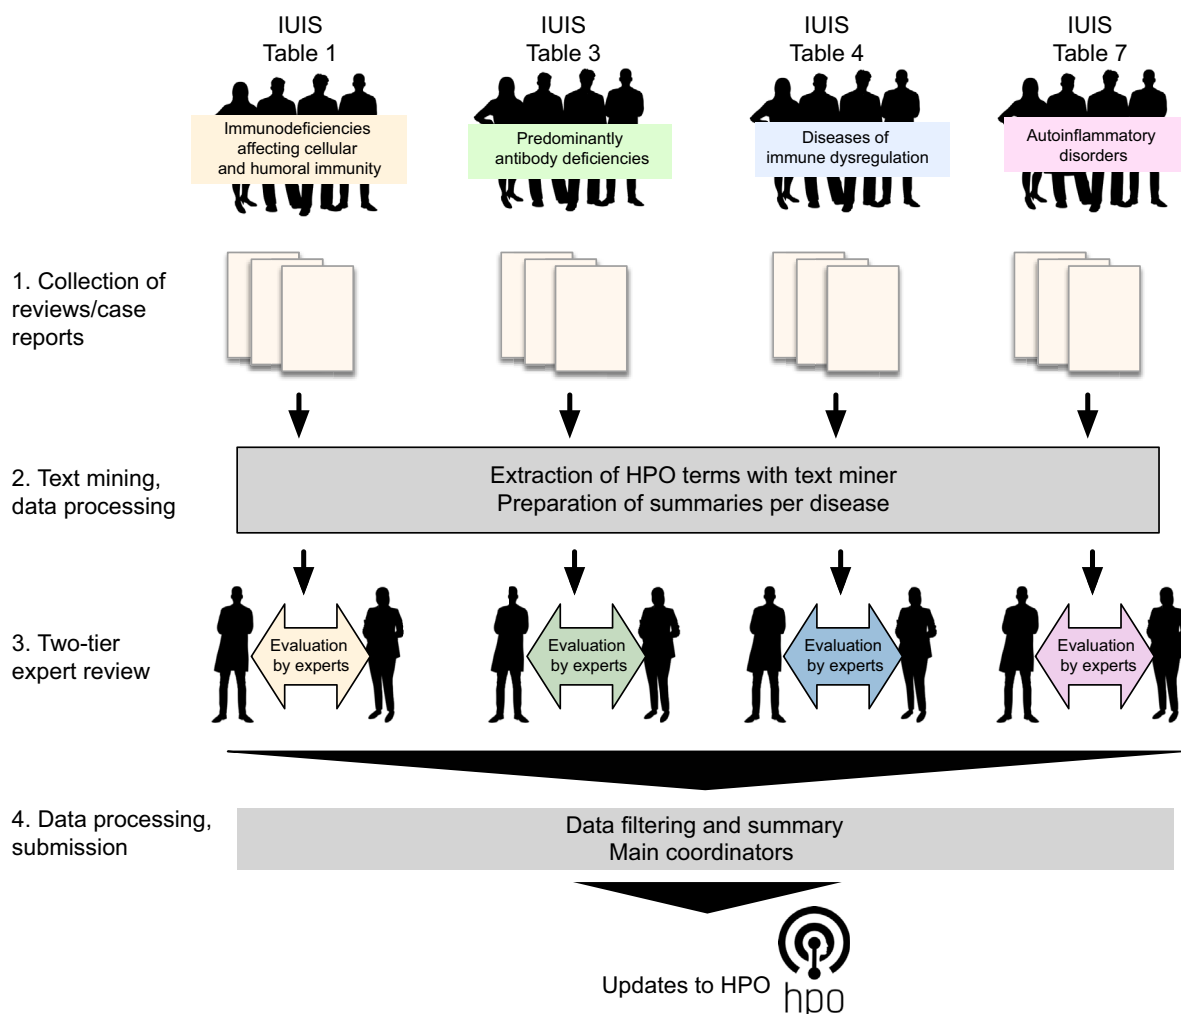 IUIS
Table 1
IUIS
Table 3
IUIS
Table 4
IUIS
Table 7
Immunodeficiencies
affecting cellular
and humoral immunity
Predominantly
antibody deficiencies
Diseases of
immune dysregulation
Autoinflammatory
disorders
1. Collection of
reviews/case
reports
2. Text mining,
data processing
Extraction of HPO terms with text miner
Preparation of summaries per disease
3. Two-tier
expert review
Evaluation
by experts
Evaluation
by experts
Evaluation
by experts
Evaluation
by experts
4. Data processing,
submission
Data filtering and summary
Main coordinators
Updates to HPO
hpo